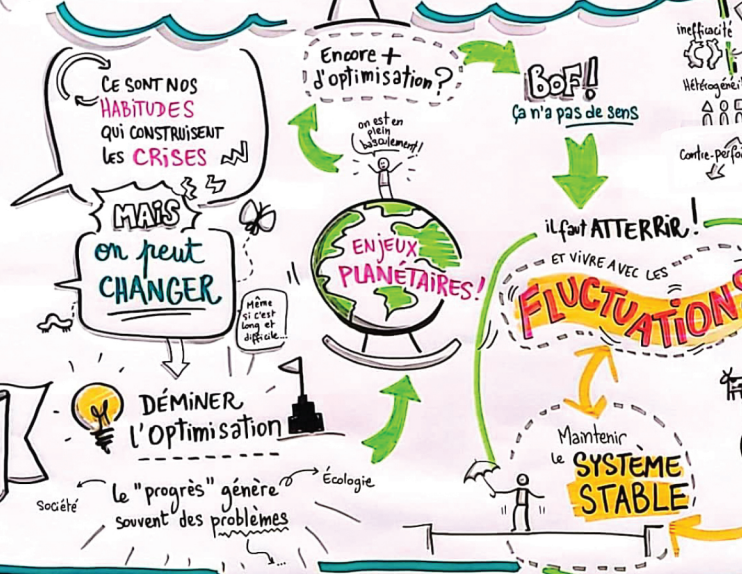 CE SONT NOS
HABITUDES
QUI CONSTRUISENT
LES CRISES
MAIS
on peut
CHANGER
Même
si c'est
long et
difficile...
DÉMINER
l'Optimisation
Société
Le "progrès" génère
souvent des problèmes
Écologie
...
Encore +
d'optimisation ?
on est en
plein
basculement !
ENJEUX
PLANÉTAIRES !
BOF !
Ça n'a pas de sens
il faut ATTERRIR !
ET VIVRE AVEC LES
FLUCTUATIONS
Maintenir
le SYSTEME
STABLE
inefficacité
Hétérogénéi
Contre-perfo